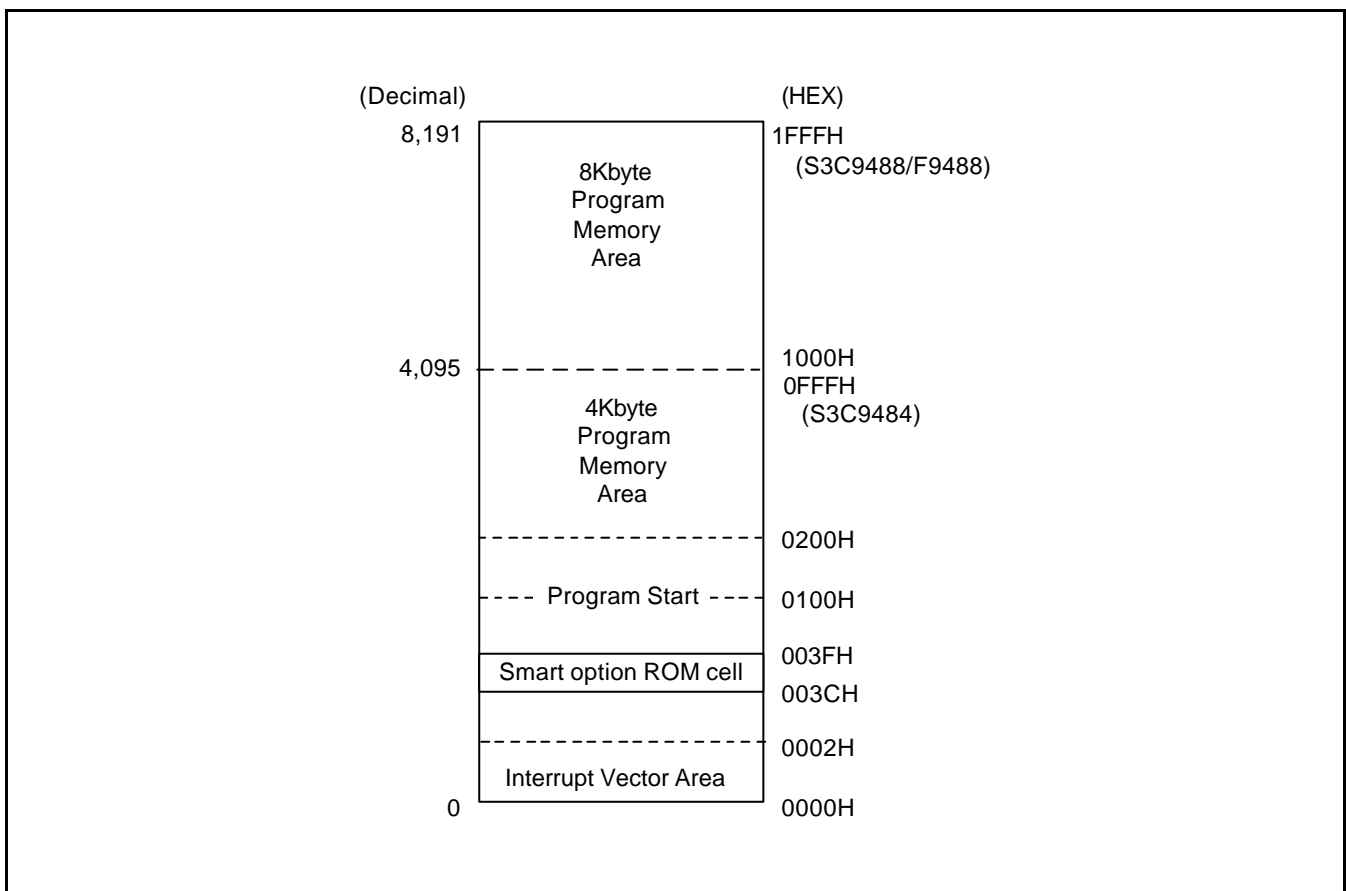 (Decimal) (HEX)
8,191 1FFFH
(S3C9488/F9488)
8Kbyte
Program
Memory
Area
1000H
4,095
0FFFH
(S3C9484)
4Kbyte
Program
Memory
Area
0200H
Program Start 0100H
003FH
Smart option ROM cell
003CH
0002H
Interrupt Vector Area
0 0000H